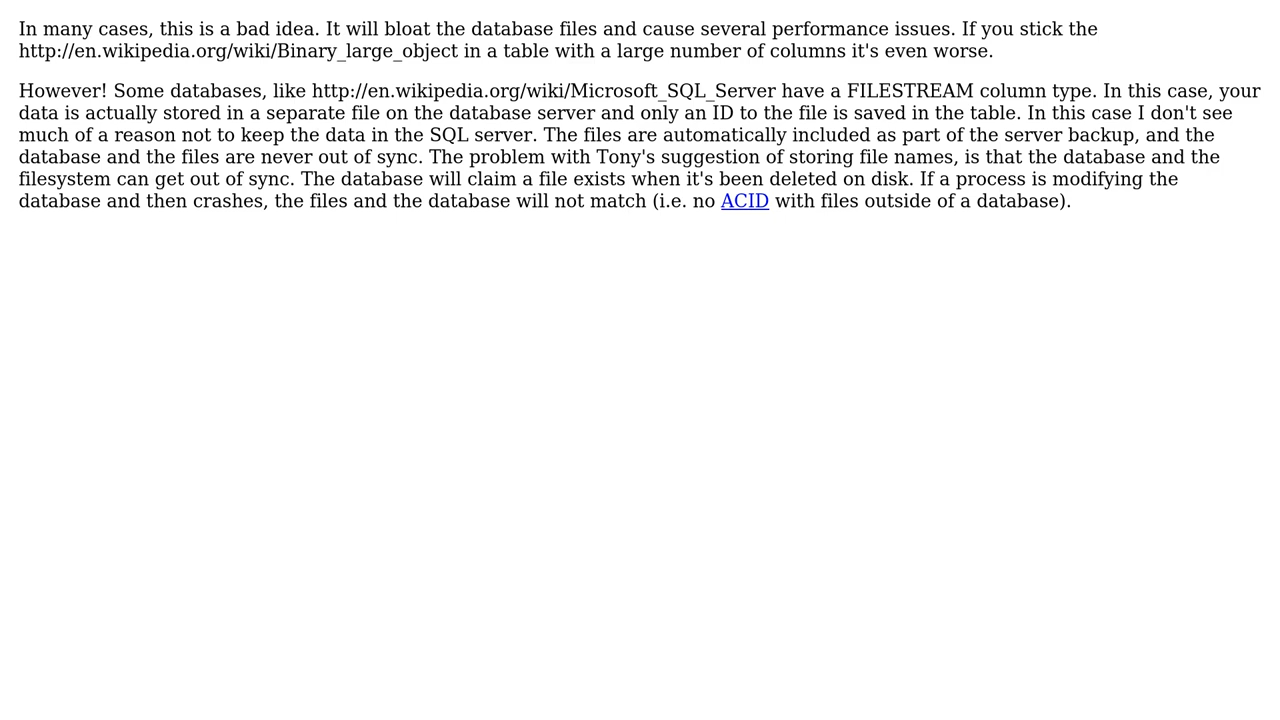 In many cases, this is a bad idea. It will bloat the database files and cause several performance issues. If you stick the
http://en.wikipedia.org/wiki/Binary_large_object in a table with a large number of columns it's even worse.
However! Some databases, like http://en.wikipedia.org/wiki/Microsoft_SQL_Server have a FILESTREAM column type. In this case, your
data is actually stored in a separate file on the database server and only an ID to the file is saved in the table. In this case I don't see
much of a reason not to keep the data in the SQL server. The files are automatically included as part of the server backup, and the
database and the files are never out of sync. The problem with Tony's suggestion of storing file names, is that the database and the
filesystem can get out of sync. The database will claim a file exists when it's been deleted on disk. If a process is modifying the
database and then crashes, the files and the database will not match (i.e. no ACID with files outside of a database).